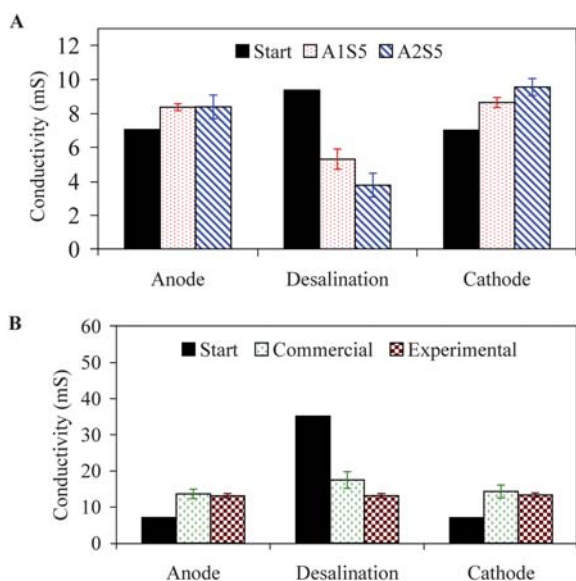 A
12
10
8
6
4
2
0
Conductivity (mS)
Start A1S5 A2S5
Anode Desalination Cathode
B
60
50
40
30
20
10
0
Conductivity (mS)
Start Commercial Experimental
Anode Desalination Cathode